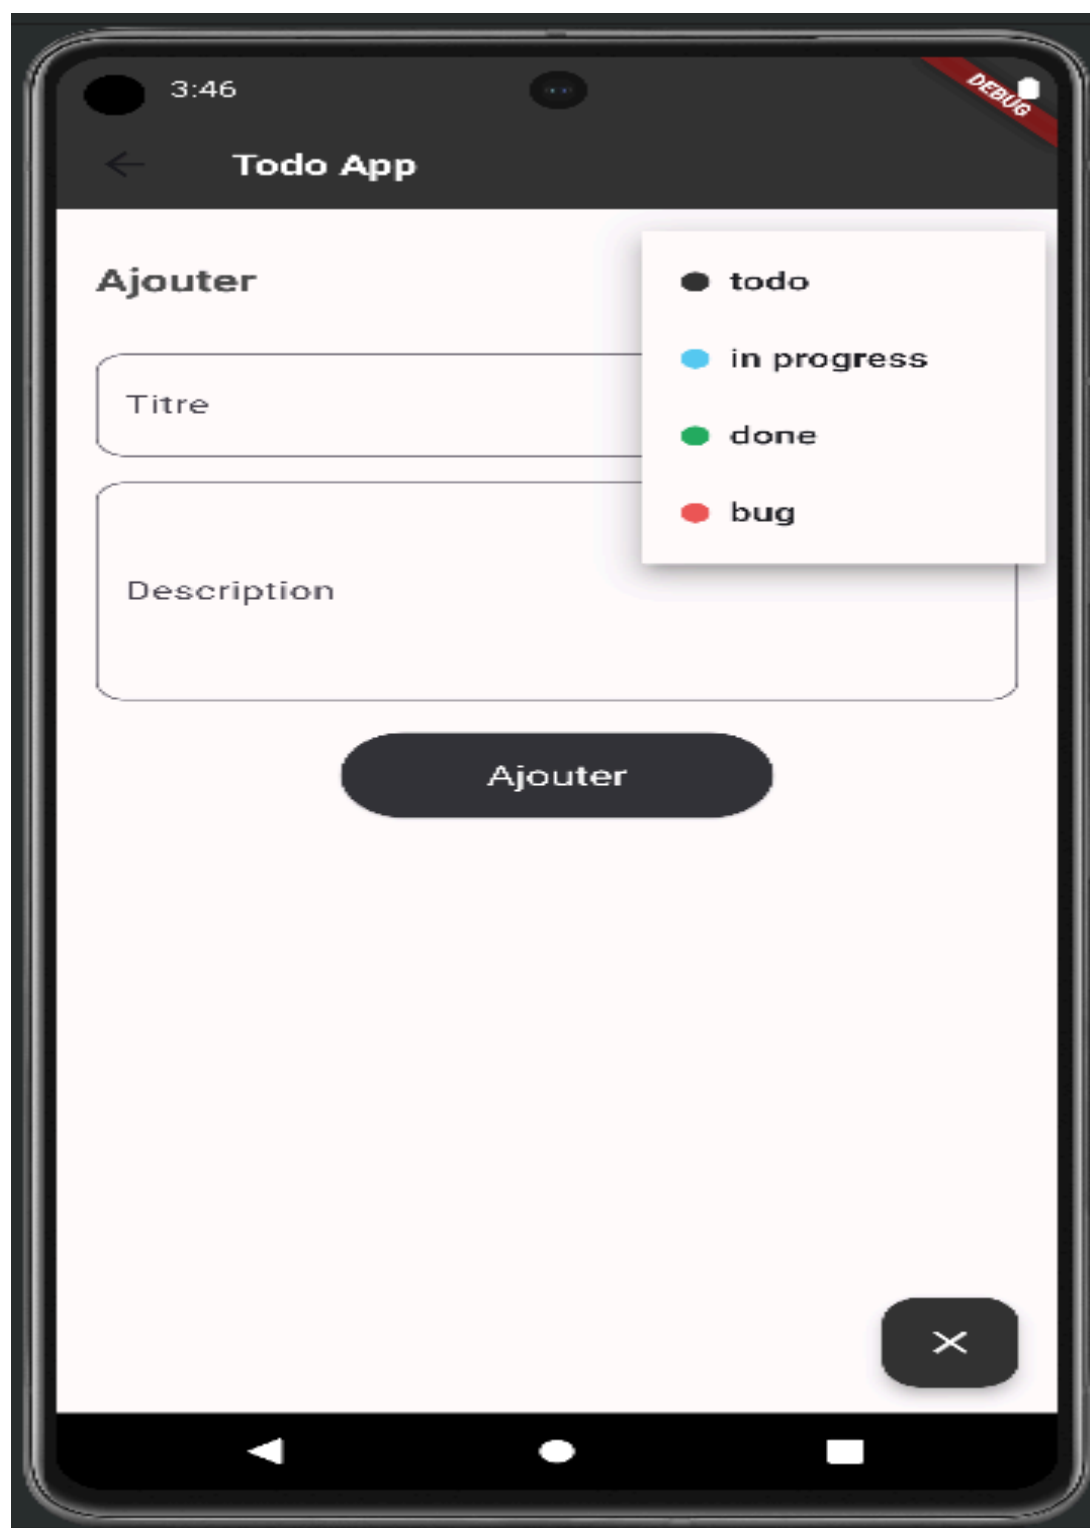 3:46
DEBUG
Todo App
Ajouter
todo
in progress
Titre
done
bug
Description
Ajouter